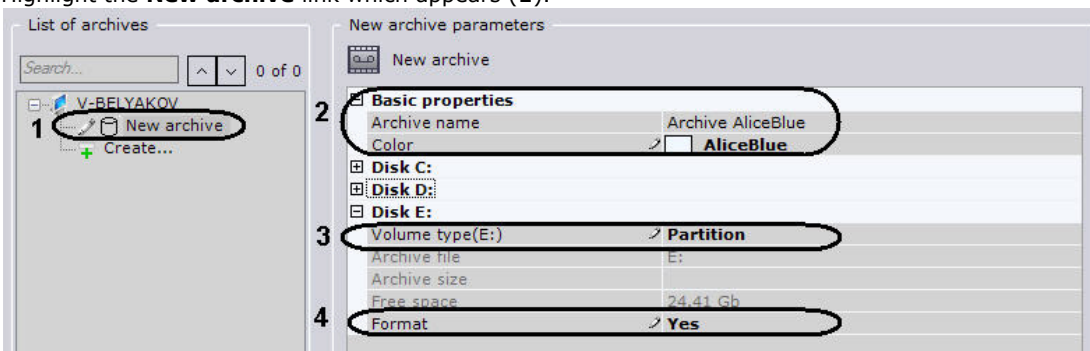 Highlight the New archive link which appears (1).
List of archives
New archive parameters
Search...
0 of 0
New archive
V-BELYAKOV
1 New archive
Create...
2
Basic properties
Archive name Archive AliceBlue
Color AliceBlue
Disk C:
Disk D:
Disk E:
3 Volume type(E:) Partition
Archive file E:
Archive size
Free space 24.41 Gb
4 Format Yes